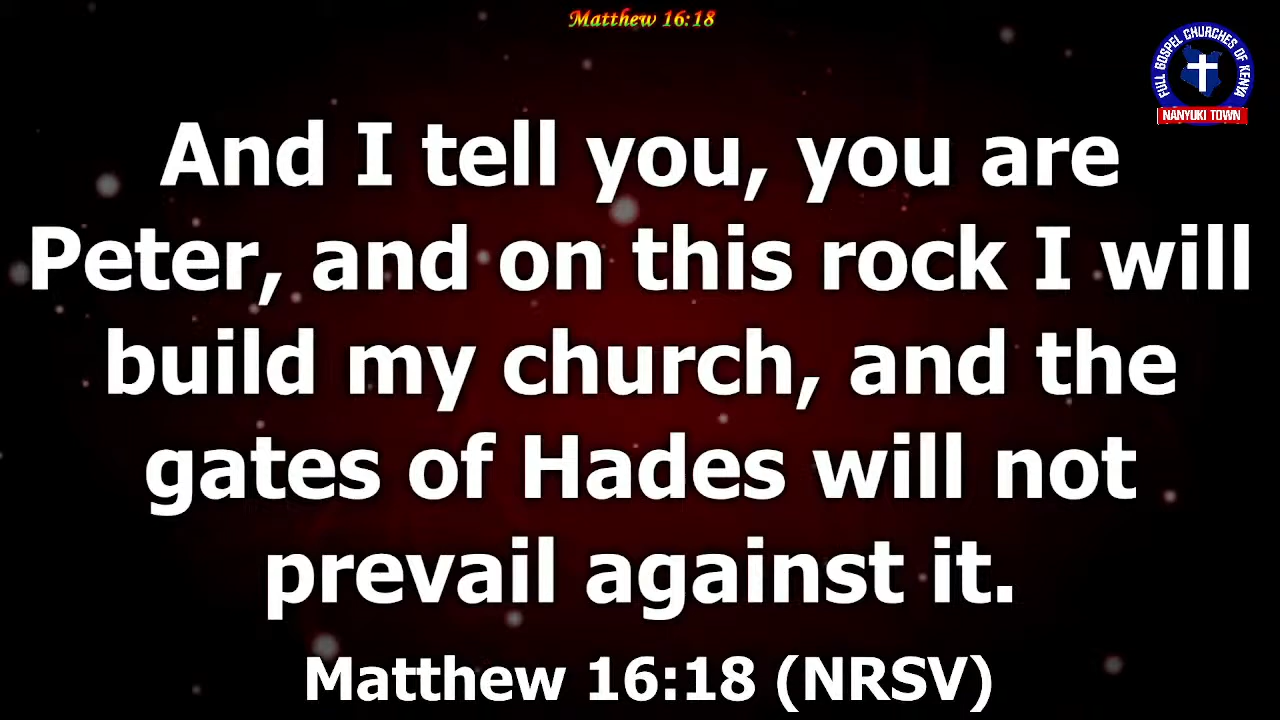 Matthew 16:18
FULL GOSPEL CHURCHES OF KENYA
NANYUKI TOWN
And I tell you, you are
Peter, and on this rock I will
build my church, and the
gates of Hades will not
prevail against it.
Matthew 16:18 (NRSV)